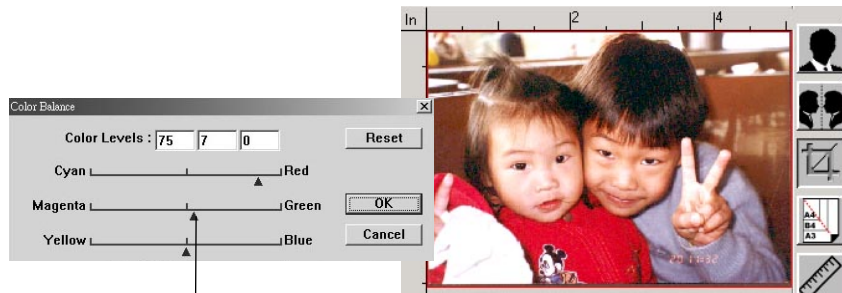 In 2 4
Color Balance
Color Levels : 75 7 0
Reset
Cyan Red
Magenta Green
OK
Yellow Blue
Cancel
A4
B4
A3